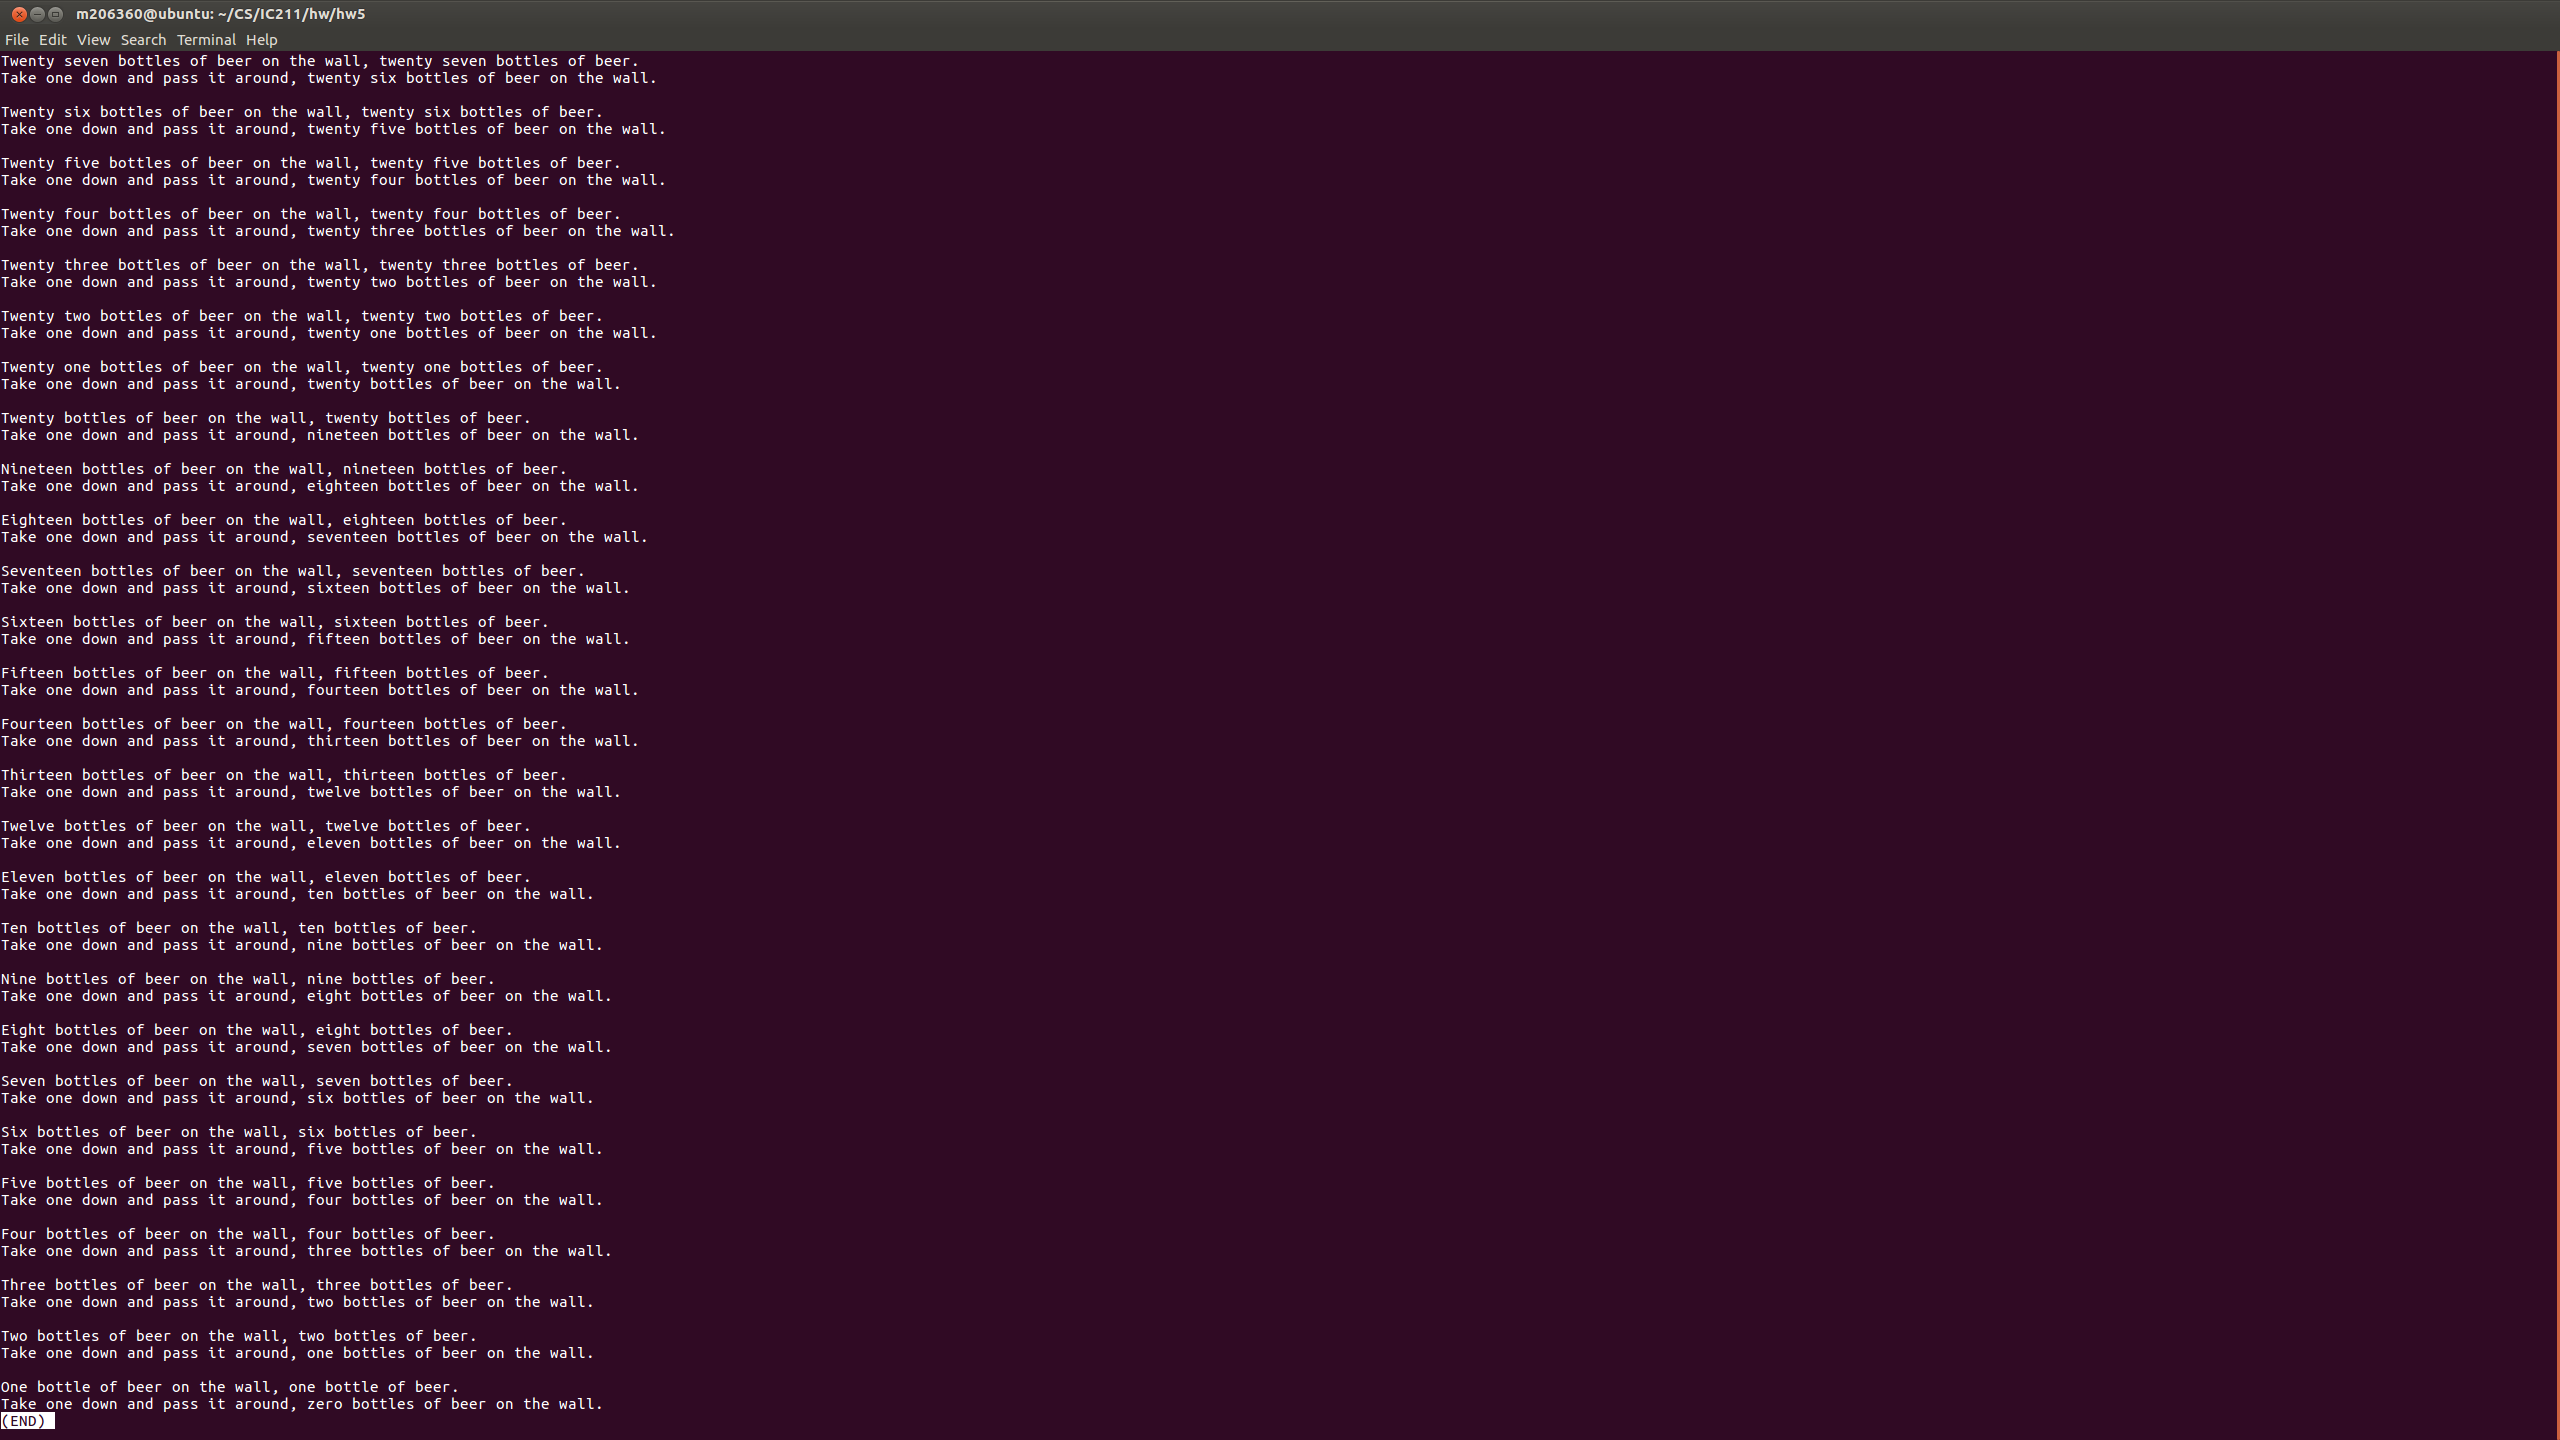 m206360@ubuntu: ~/CS/IC211/hw/hw5
File Edit View Search Terminal Help
Twenty seven bottles of beer on the wall, twenty seven bottles of beer.
Take one down and pass it around, twenty six bottles of beer on the wall.
Twenty six bottles of beer on the wall, twenty six bottles of beer.
Take one down and pass it around, twenty five bottles of beer on the wall.
Twenty five bottles of beer on the wall, twenty five bottles of beer.
Take one down and pass it around, twenty four bottles of beer on the wall.
Twenty four bottles of beer on the wall, twenty four bottles of beer.
Take one down and pass it around, twenty three bottles of beer on the wall.
Twenty three bottles of beer on the wall, twenty three bottles of beer.
Take one down and pass it around, twenty two bottles of beer on the wall.
Twenty two bottles of beer on the wall, twenty two bottles of beer.
Take one down and pass it around, twenty one bottles of beer on the wall.
Twenty one bottles of beer on the wall, twenty one bottles of beer.
Take one down and pass it around, twenty bottles of beer on the wall.
Twenty bottles of beer on the wall, twenty bottles of beer.
Take one down and pass it around, nineteen bottles of beer on the wall.
Nineteen bottles of beer on the wall, nineteen bottles of beer.
Take one down and pass it around, eighteen bottles of beer on the wall.
Eighteen bottles of beer on the wall, eighteen bottles of beer.
Take one down and pass it around, seventeen bottles of beer on the wall.
Seventeen bottles of beer on the wall, seventeen bottles of beer.
Take one down and pass it around, sixteen bottles of beer on the wall.
Sixteen bottles of beer on the wall, sixteen bottles of beer.
Take one down and pass it around, fifteen bottles of beer on the wall.
Fifteen bottles of beer on the wall, fifteen bottles of beer.
Take one down and pass it around, fourteen bottles of beer on the wall.
Fourteen bottles of beer on the wall, fourteen bottles of beer.
Take one down and pass it around, thirteen bottles of beer on the wall.
Thirteen bottles of beer on the wall, thirteen bottles of beer.
Take one down and pass it around, twelve bottles of beer on the wall.
Twelve bottles of beer on the wall, twelve bottles of beer.
Take one down and pass it around, eleven bottles of beer on the wall.
Eleven bottles of beer on the wall, eleven bottles of beer.
Take one down and pass it around, ten bottles of beer on the wall.
Ten bottles of beer on the wall, ten bottles of beer.
Take one down and pass it around, nine bottles of beer on the wall.
Nine bottles of beer on the wall, nine bottles of beer.
Take one down and pass it around, eight bottles of beer on the wall.
Eight bottles of beer on the wall, eight bottles of beer.
Take one down and pass it around, seven bottles of beer on the wall.
Seven bottles of beer on the wall, seven bottles of beer.
Take one down and pass it around, six bottles of beer on the wall.
Six bottles of beer on the wall, six bottles of beer.
Take one down and pass it around, five bottles of beer on the wall.
Five bottles of beer on the wall, five bottles of beer.
Take one down and pass it around, four bottles of beer on the wall.
Four bottles of beer on the wall, four bottles of beer.
Take one down and pass it around, three bottles of beer on the wall.
Three bottles of beer on the wall, three bottles of beer.
Take one down and pass it around, two bottles of beer on the wall.
Two bottles of beer on the wall, two bottles of beer.
Take one down and pass it around, one bottles of beer on the wall.
One bottle of beer on the wall, one bottle of beer.
Take one down and pass it around, zero bottles of beer on the wall.
(END)